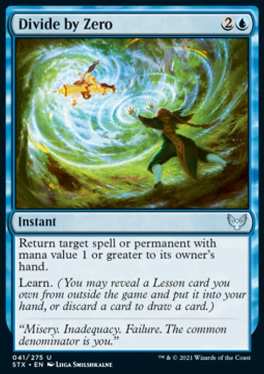 Divide by Zero 2
Instant
Return target spell or permanent with
mana value 1 or greater to its owner's
hand.
Learn. (You may reveal a Lesson card you
own from outside the game and put it into
your hand, or discard a card to draw a card.)
"Misery. Inadequacy. Failure. The common
denominator is you."
041/275 U
STX • EN LIIGA SMILSHKALNE
™ & © 2021 Wizards of the Coast